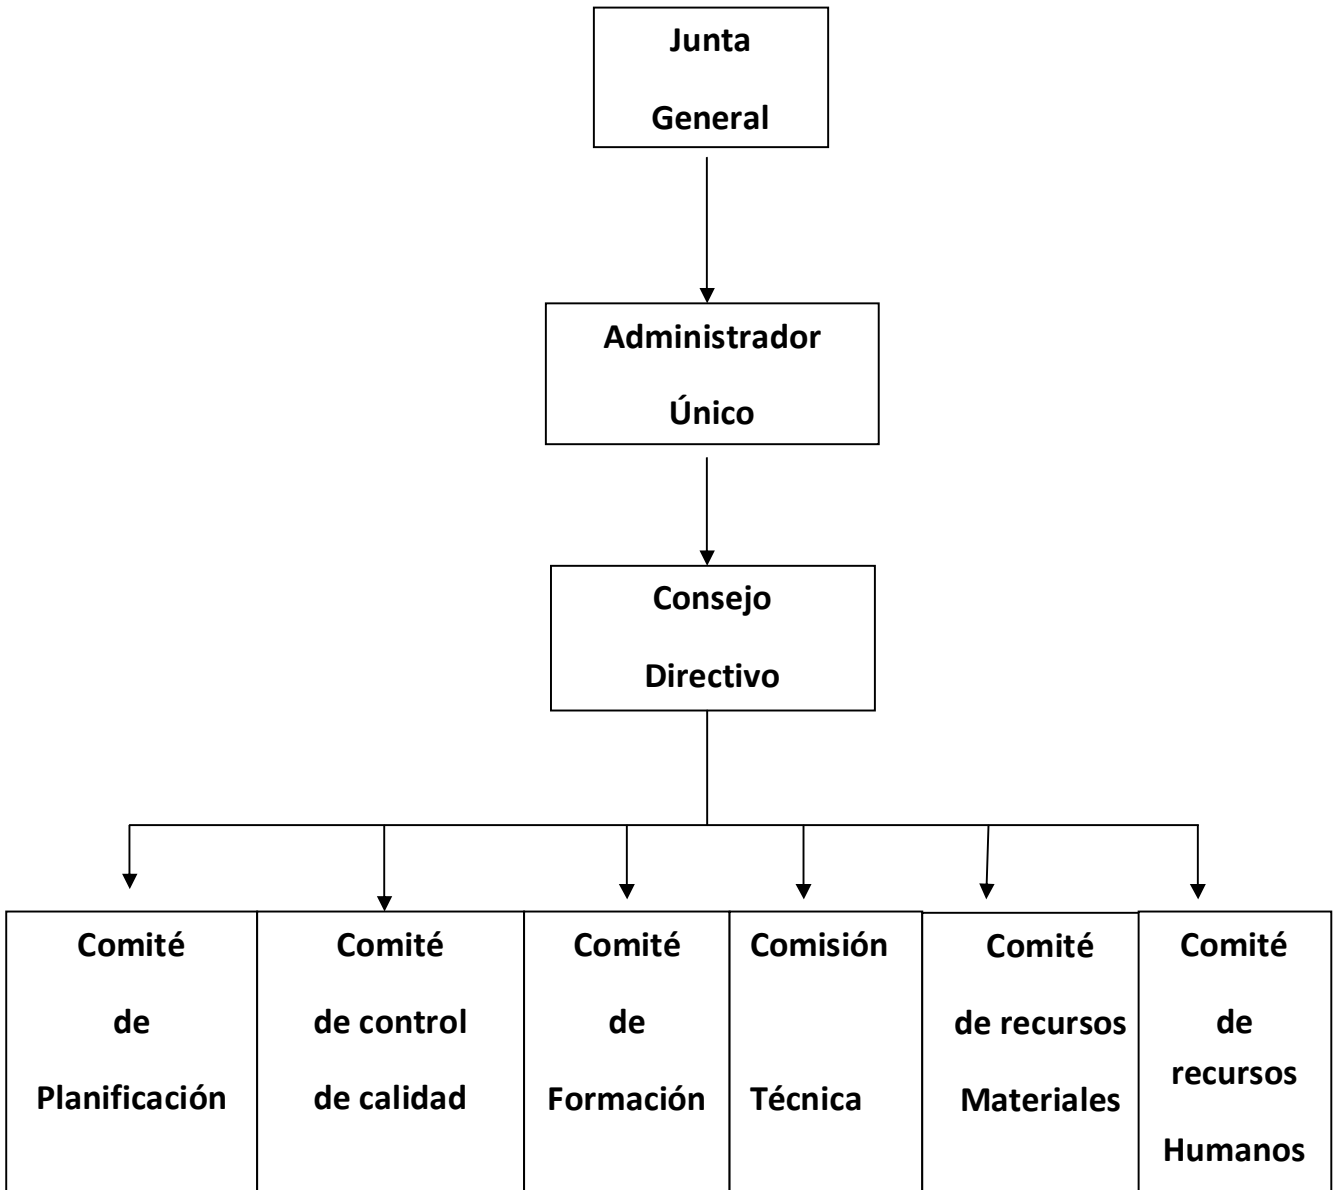 Junta
General
Administrador
Único
Consejo
Directivo
Comité
de
Planificación
Comité
de control
de calidad
Comité
de
Formación
Comisión
Técnica
Comité
de recursos
Materiales
Comité
de
recursos
Humanos